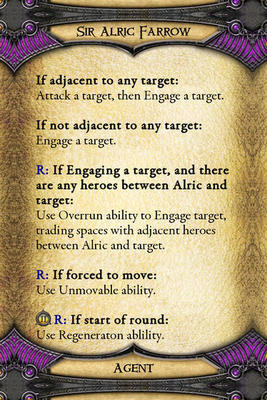 Sir Alric Farrow
If adjacent to any target:
Attack a target, then Engage a target.
If not adjacent to any target:
Engage a target.
R: If Engaging a target, and there
are any heroes between Alric and
target:
Use Overrun ability to Engage target,
trading spaces with adjacent heroes
between Alric and target.
R: If forced to move:
Use Unmovable ability.
R: If start of round:
Use Regeneraton ablility.
Agent